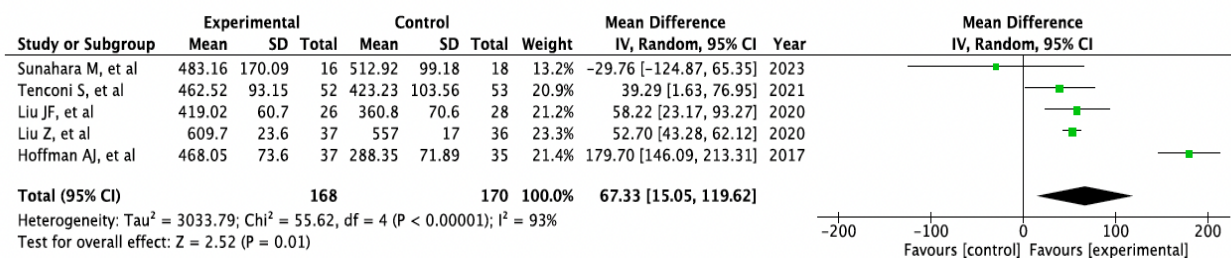 Experimental Control Mean Difference Mean Difference
Study or Subgroup Mean SD Total Mean SD Total Weight IV, Random, 95% CI Year IV, Random, 95% CI
Sunahara M, et al 483.16 170.09 16 512.92 99.18 18 13.2% -29.76 [-124.87, 65.35] 2023
Tenconi S, et al 462.52 93.15 52 423.23 103.56 53 20.9% 39.29 [1.63, 76.95] 2021
Liu JF, et al 419.02 60.7 26 360.8 70.6 28 21.2% 58.22 [23.17, 93.27] 2020
Liu Z, et al 609.7 23.6 37 557 17 36 23.3% 52.70 [43.28, 62.12] 2020
Hoffman AJ, et al 468.05 73.6 37 288.35 71.89 35 21.4% 179.70 [146.09, 213.31] 2017
Total (95% CI) 168 170 100.0% 67.33 [15.05, 119.62]
Heterogeneity: Tau² = 3033.79; Chi² = 55.62, df = 4 (P < 0.00001); I² = 93%
Test for overall effect: Z = 2.52 (P = 0.01)
-200 -100 0 100 200
Favours [control] Favours [experimental]